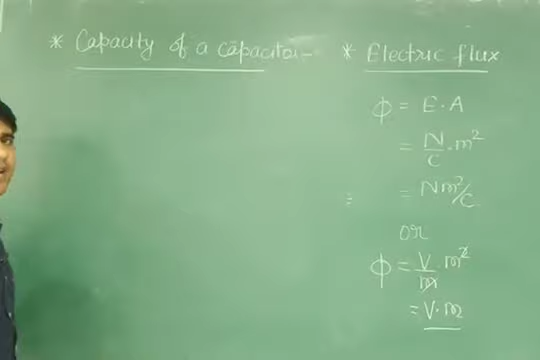 * Capacity of a capacitor-
* Electric flux
ϕ = E·A
= N/C · m²
= Nm²/C
or
ϕ = V/m · m²
= V·m